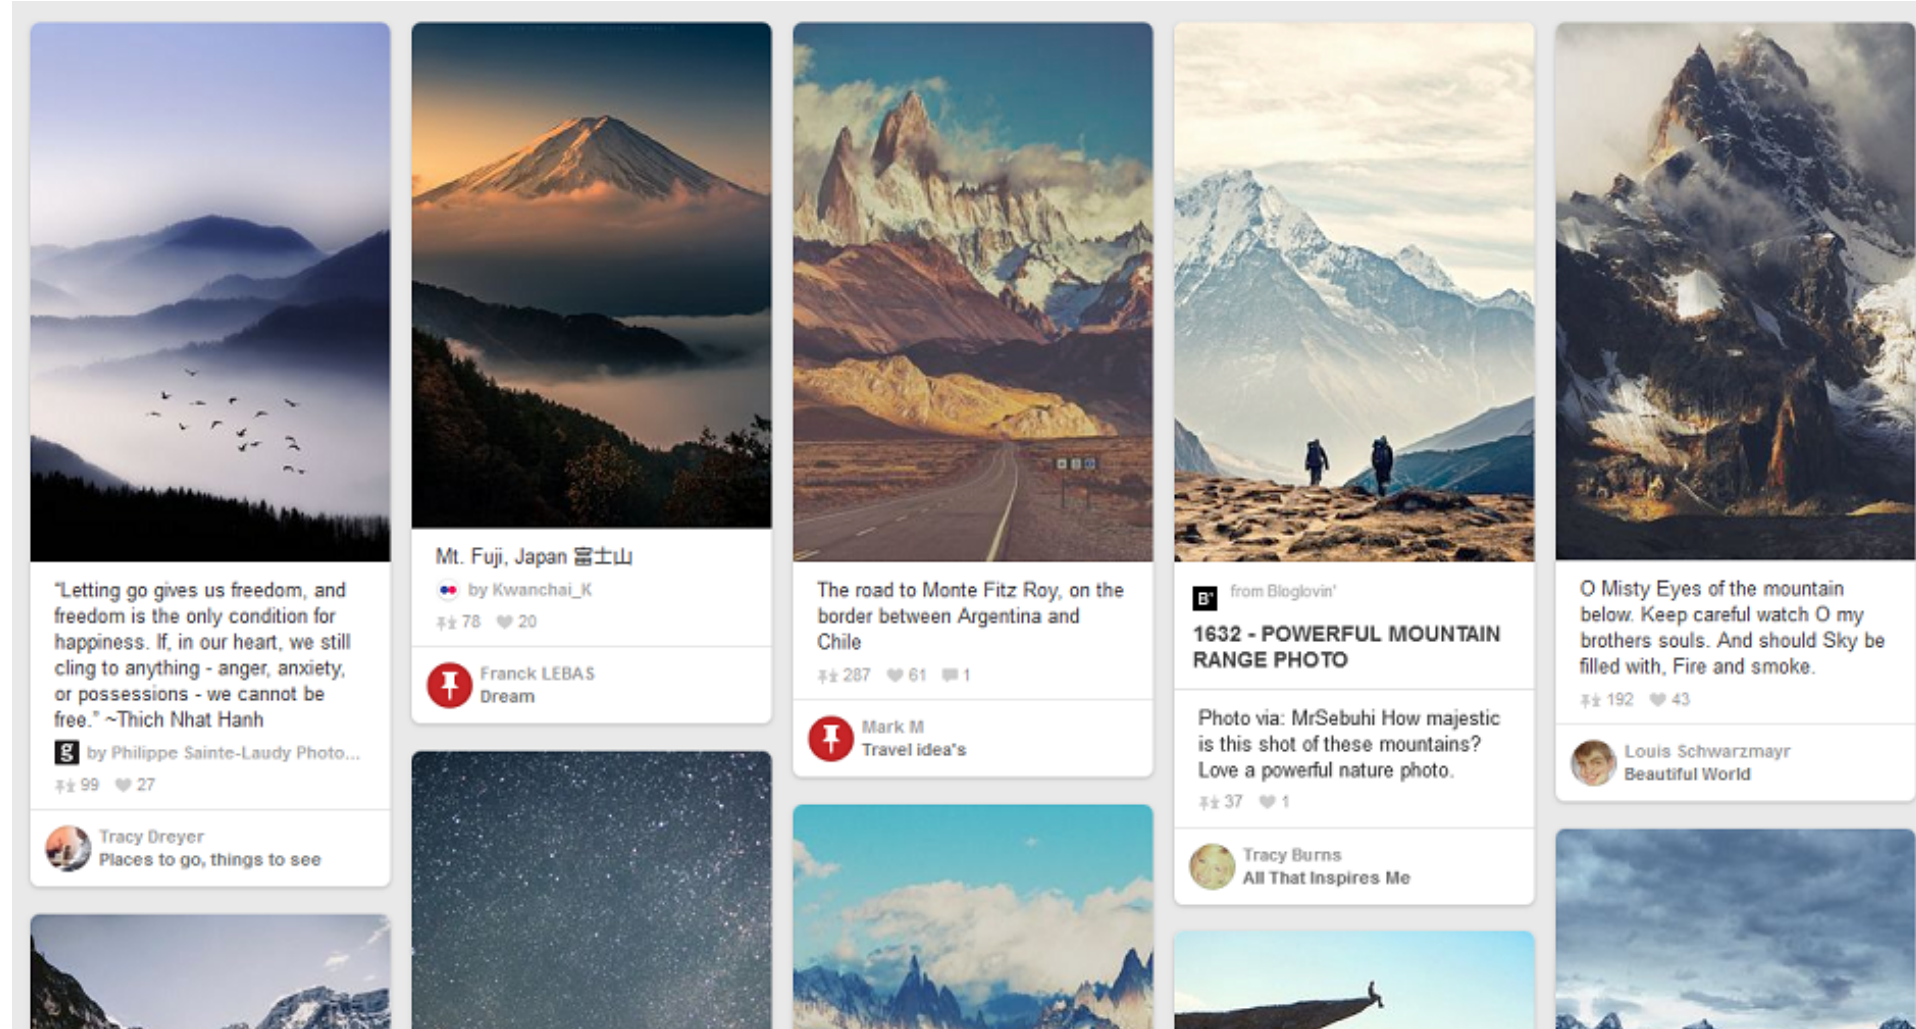 “Letting go gives us freedom, and
freedom is the only condition for
happiness. If, in our heart, we still
cling to anything - anger, anxiety,
or possessions - we cannot be
free.” ~Thich Nhat Hanh
g by Philippe Sainte-Laudy Photo...
99 27
Tracy Dreyer
Places to go, things to see
Mt. Fuji, Japan 富士山
by Kwanchai_K
78 20
Franck LEBAS
Dream
The road to Monte Fitz Roy, on the
border between Argentina and
Chile
287 61 1
Mark M
Travel idea's
B" from Bloglovin'
1632 - POWERFUL MOUNTAIN
RANGE PHOTO
Photo via: MrSebuhi How majestic
is this shot of these mountains?
Love a powerful nature photo.
37 1
Tracy Burns
All That Inspires Me
O Misty Eyes of the mountain
below. Keep careful watch O my
brothers souls. And should Sky be
filled with, Fire and smoke.
192 43
Louis Schwarzmayr
Beautiful World